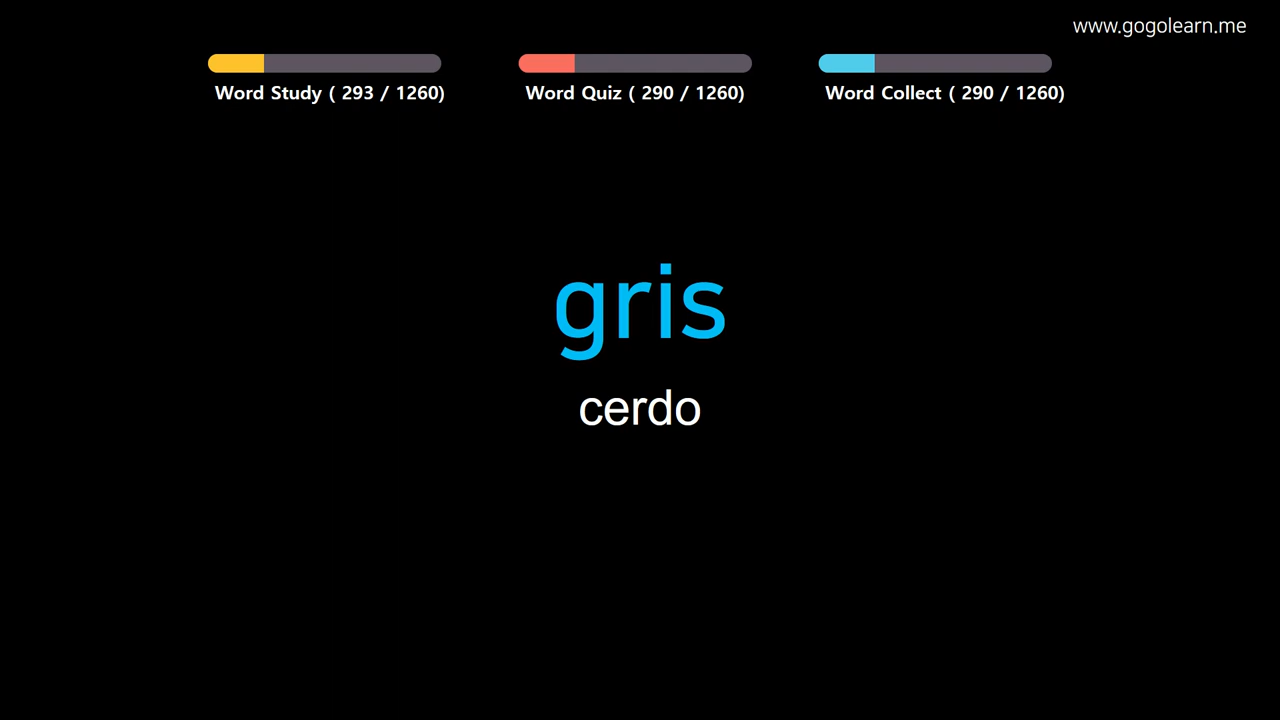 www.gogolearn.me
Word Study ( 293 / 1260)
Word Quiz ( 290 / 1260)
Word Collect ( 290 / 1260)
gris
cerdo